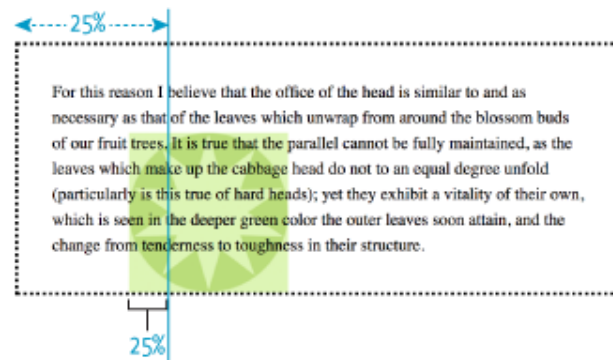 25%
For this reason I believe that the office of the head is similar to and as
necessary as that of the leaves which unwrap from around the blossom buds
of our fruit trees. It is true that the parallel cannot be fully maintained, as the
leaves which make up the cabbage head do not to an equal degree unfold
(particularly is this true of hard heads); yet they exhibit a vitality of their own,
which is seen in the deeper green color the outer leaves soon attain, and the
change from tenderness to toughness in their structure.
25%